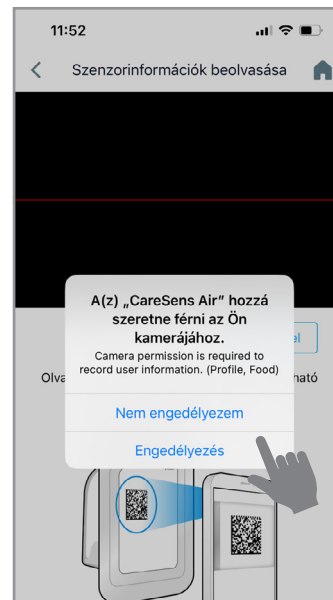 11:52
Szenzorinformációk beolvasása
A(z) „CareSens Air” hozzá
szeretne férni az Ön
kamerájához.
Camera permission is required to
record user information. (Profile, Food)
Nem engedélyezem
Engedélyezés